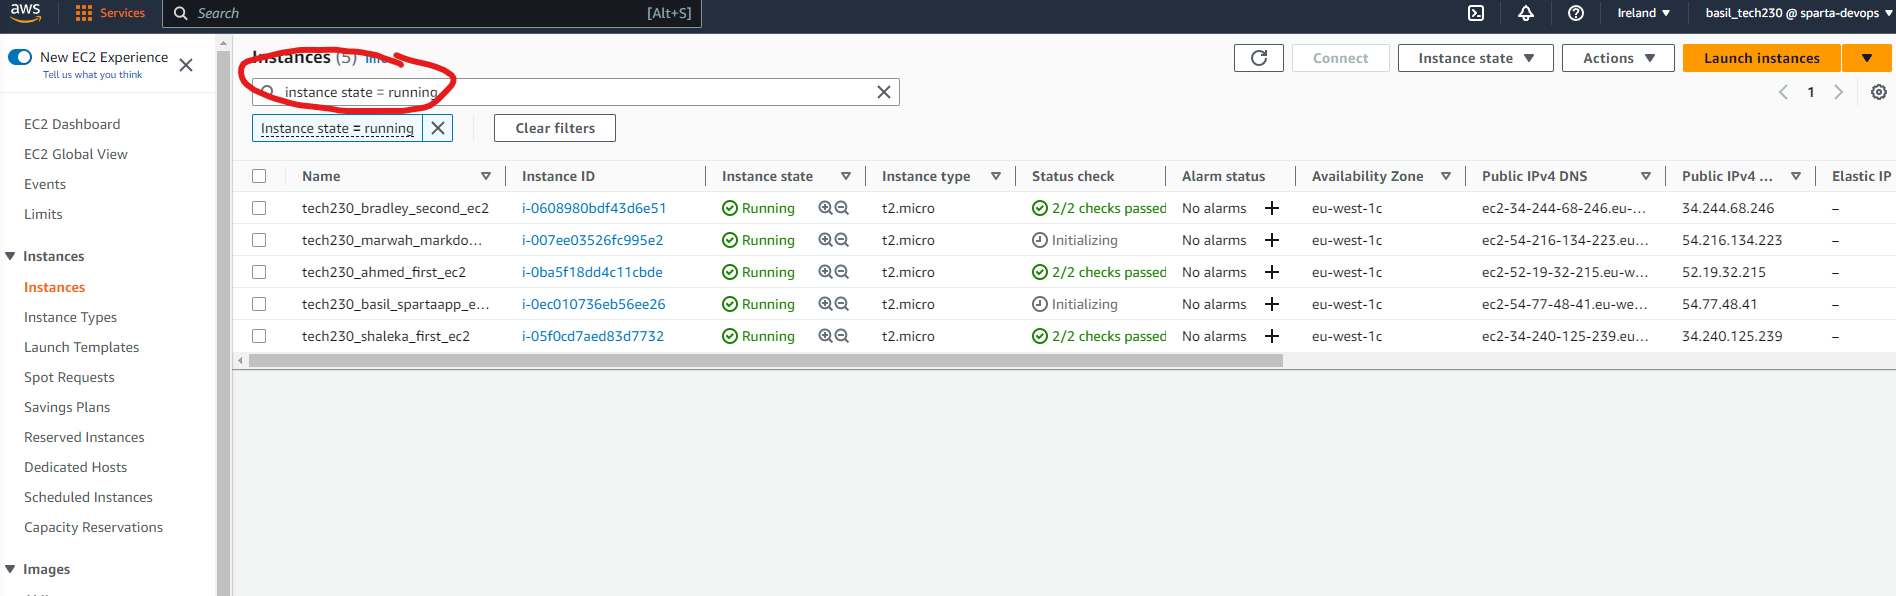 aws Services Search [Alt+S] Ireland basil_tech230 @ sparta-devops
New EC2 Experience
Tell us what you think
EC2 Dashboard
EC2 Global View
Events
Limits
Instances
Instances
Instance Types
Launch Templates
Spot Requests
Savings Plans
Reserved Instances
Dedicated Hosts
Scheduled Instances
Capacity Reservations
Images
Instances (5)
Connect Instance state Actions Launch instances
instance state = running
1
Instance state = running Clear filters
Name Instance ID Instance state Instance type Status check Alarm status Availability Zone Public IPv4 DNS Public IPv4 ... Elastic IP
tech230_bradley_second_ec2 i-0608980bdf43d6e51 Running t2.micro 2/2 checks passed No alarms + eu-west-1c ec2-34-244-68-246.eu-... 34.244.68.246 –
tech230_marwah_markdo... i-007ee03526fc995e2 Running t2.micro Initializing No alarms + eu-west-1c ec2-54-216-134-223.eu... 54.216.134.223 –
tech230_ahmed_first_ec2 i-0ba5f18dd4c11cbde Running t2.micro 2/2 checks passed No alarms + eu-west-1c ec2-52-19-32-215.eu-w... 52.19.32.215 –
tech230_basil_spartaapp_e... i-0ec010736eb56ee26 Running t2.micro Initializing No alarms + eu-west-1c ec2-54-77-48-41.eu-we... 54.77.48.41 –
tech230_shaleka_first_ec2 i-05f0cd7aed83d7732 Running t2.micro 2/2 checks passed No alarms + eu-west-1c ec2-34-240-125-239.eu... 34.240.125.239 –